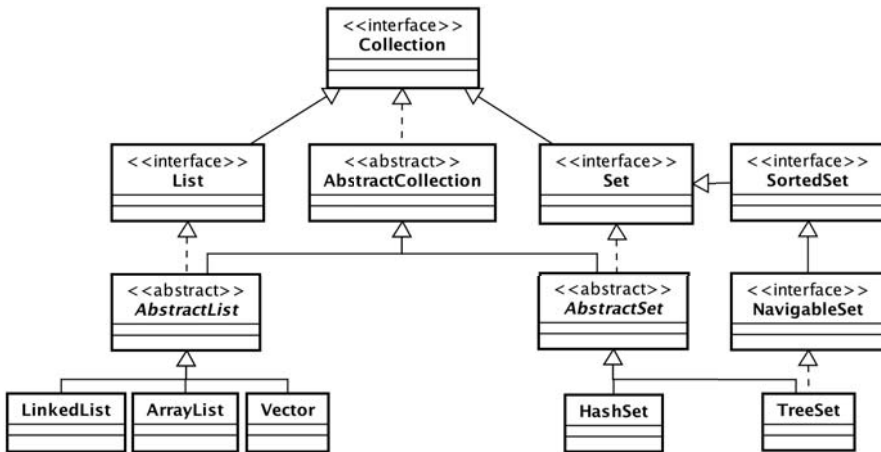 <<interface>>
Collection
<<interface>>
List
<<abstract>>
AbstractCollection
<<interface>>
Set
<<interface>>
SortedSet
<<abstract>>
AbstractList
<<abstract>>
AbstractSet
<<interface>>
NavigableSet
LinkedList
ArrayList
Vector
HashSet
TreeSet